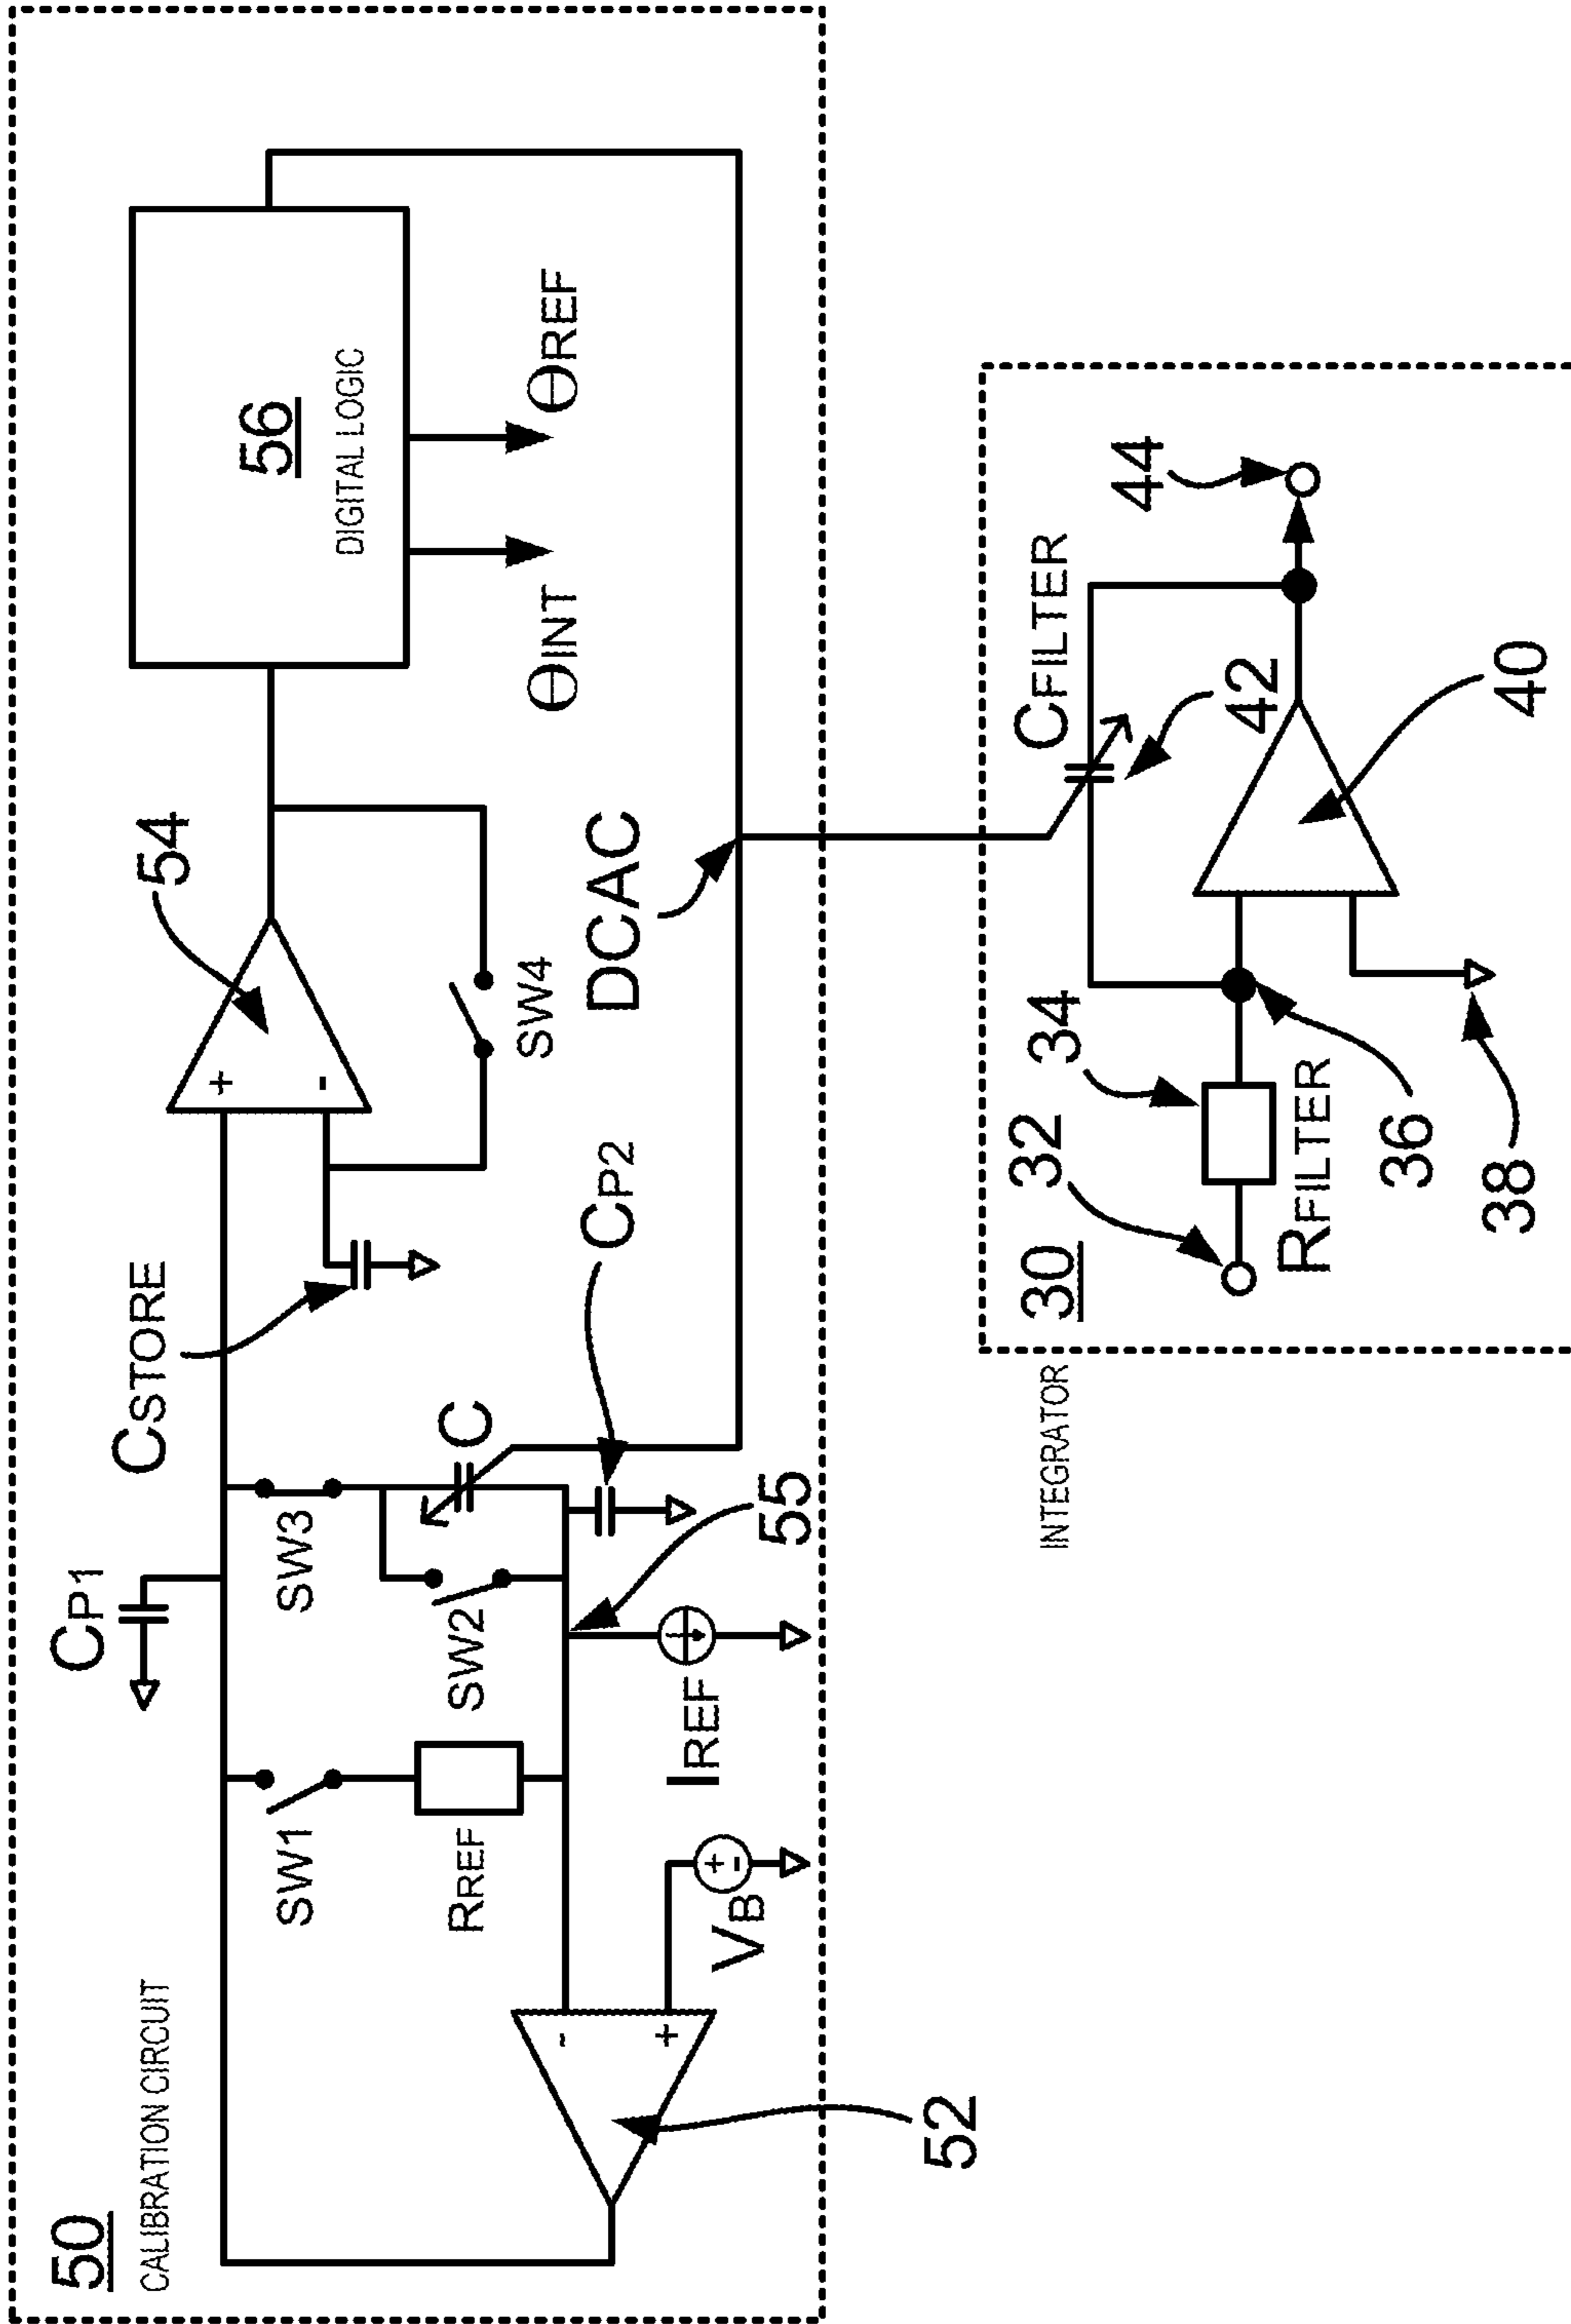 50
CALIBRATION CIRCUIT
CP1
CSTORE
54
56
DIGITAL LOGIC
+
-
SW1
SW3
C
SW4
ΘINT
ΘREF
RREF
SW2
CP2
DCAC
-
+
VB
+
-
IREF
55
52
INTEGRATOR
30
32
34
CFILTER
42
44
RFILTER
36
38
40